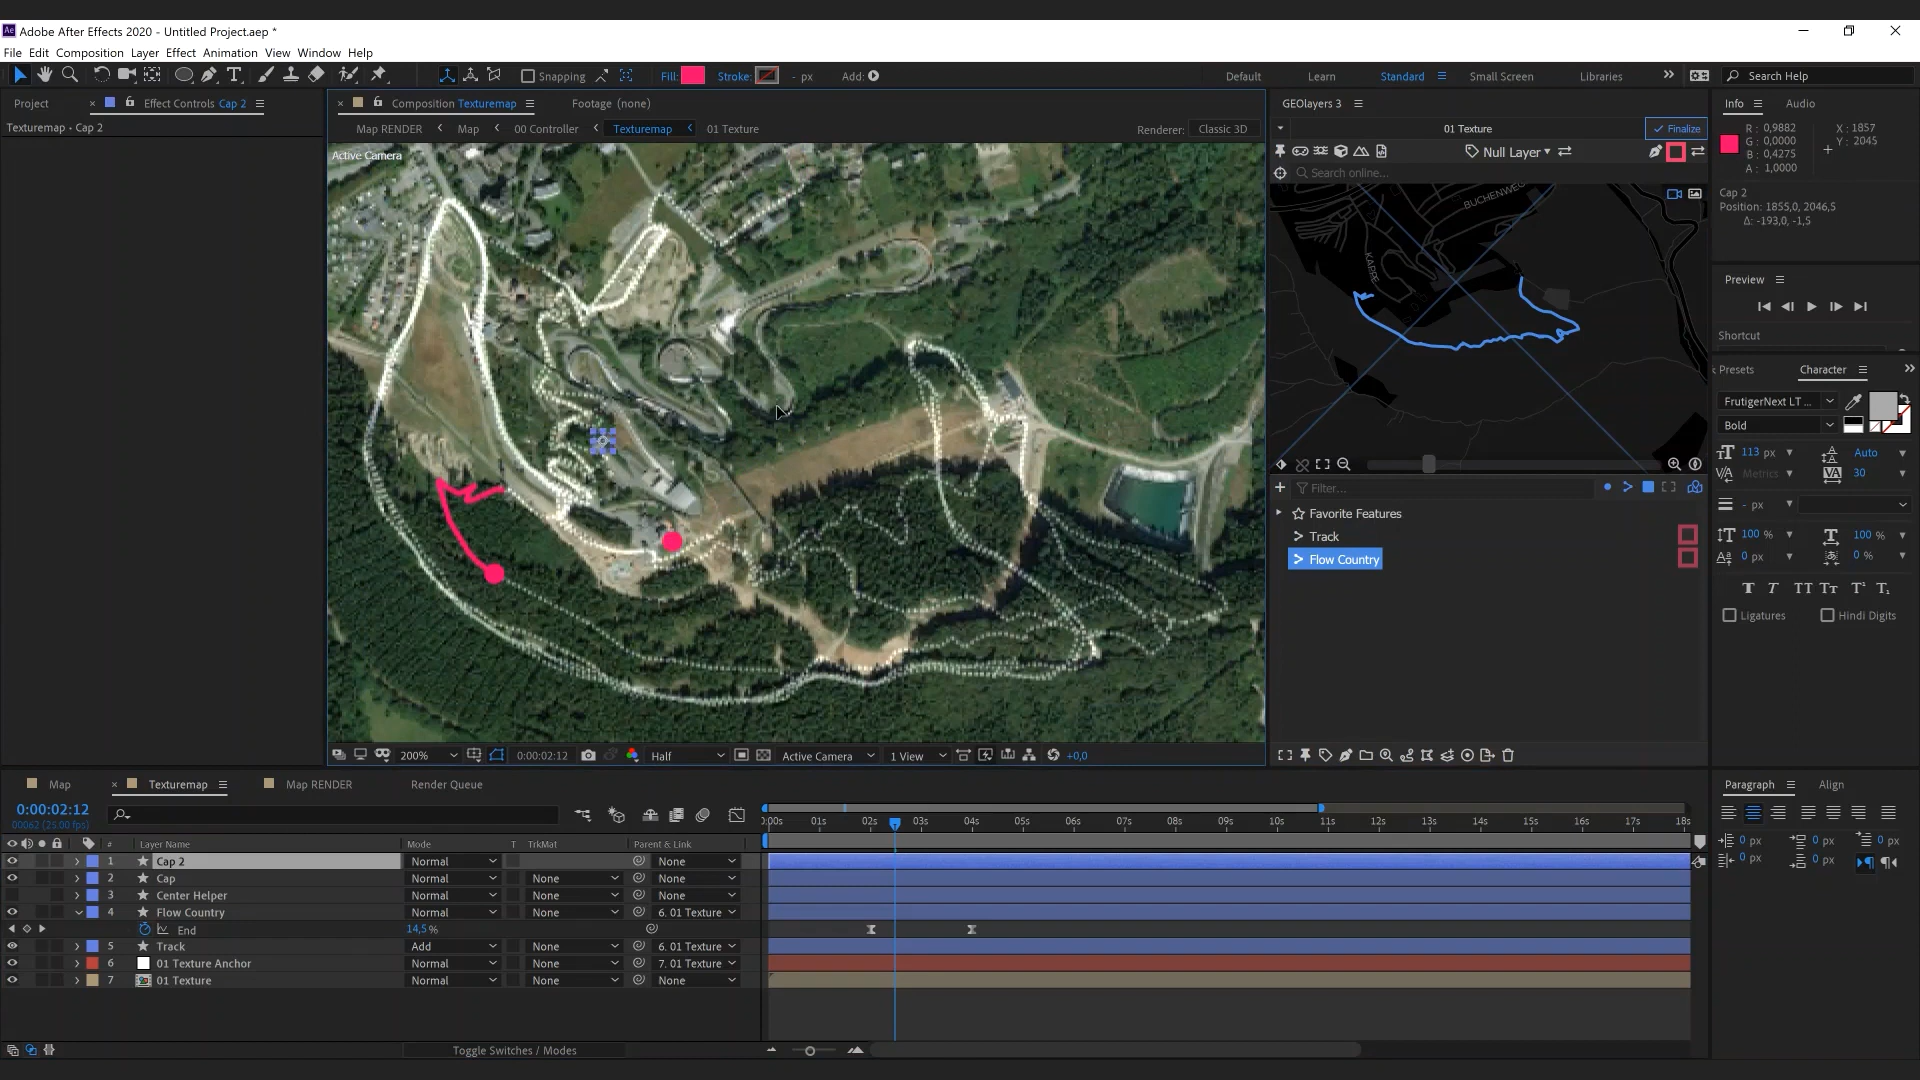 Adobe After Effects 2020 - Untitled Project.aep *
File Edit Composition Layer Effect Animation View Window Help
Snapping
Fill:
Stroke:
- px
Add:
Default
Learn
Standard
Small Screen
Libraries
Search Help
Project
Effect Controls Cap 2
Texturemap • Cap 2
Composition Texturemap
Footage (none)
Map RENDER
Map
00 Controller
Texturemap
01 Texture
Renderer:
Classic 3D
Active Camera
200%
0:00:02:12
Half
Active Camera
1 View
+0,0
GEOlayers 3
01 Texture
Finalize
Null Layer
Search online...
BUCHENWEG
KAPPE
Filter...
Favorite Features
Track
Flow Country
Info
Audio
R : 0,9882
G : 0,0000
B : 0,4275
A : 1,0000
X : 1857
Y : 2045
Cap 2
Position: 1855,0, 2046,5
Δ: -193,0, -1,5
Preview
Shortcut
Presets
Character
FrutigerNext LT ...
Bold
113 px
Auto
Metrics
30
- px
100 %
100 %
0 px
0 %
Ligatures
Hindi Digits
Paragraph
Align
0 px
0 px
0 px
0 px
0 px
Map
Texturemap
Map RENDER
Render Queue
0:00:02:12
00062 (25.00 fps)
# Layer Name
Mode
T TrkMat
Parent & Link
0:00s 01s 02s 03s 04s 05s 06s 07s 08s 09s 10s 11s 12s 13s 14s 15s 16s 17s 18s
1 Cap 2 Normal None
2 Cap Normal None None
3 Center Helper Normal None None
4 Flow Country Normal None 6. 01 Texture
End 14,5%
5 Track Add None 6. 01 Texture
6 01 Texture Anchor Normal None 7. 01 Texture
7 01 Texture Normal None None
Toggle Switches / Modes